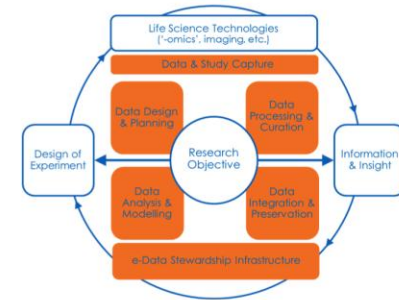 Life Science Technologies
('-omics', imaging, etc.)
Data & Study Capture
Data Design
& Planning
Data
Processing
& Curation
Design of
Experiment
Research
Objective
Information
& Insight
Data
Analysis &
Modelling
Data
Integration &
Preservation
e-Data Stewardship Infrastructure